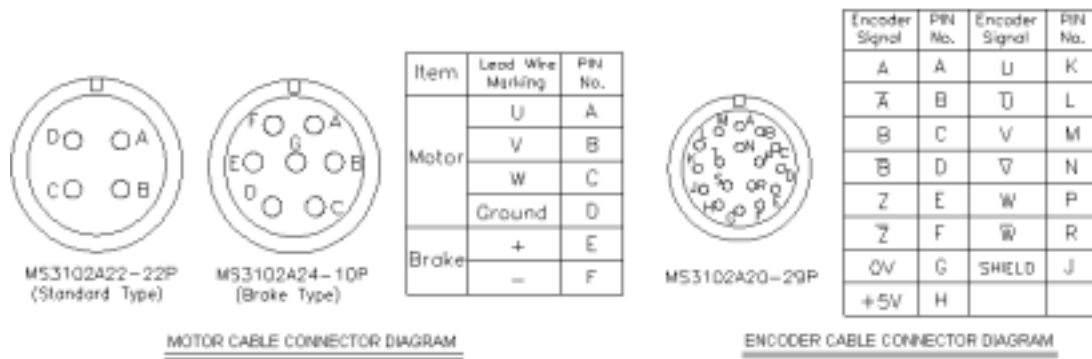 D A
C B
MS3102A22-22P
(Standard Type)
F A
G
E B
D C
MS3102A24-10P
(Brake Type)
Item Lead Wire Marking PIN No.
Motor
U A
V B
W C
Ground D
Brake
+ E
- F
MOTOR CABLE CONNECTOR DIAGRAM
MS3102A20-29P
Encoder Signal PIN No. Encoder Signal PIN No.
A A U K
A̅ B U̅ L
B C V M
B̅ D V̅ N
Z E W P
Z̅ F W̅ R
0V G SHIELD J
+5V H
ENCODER CABLE CONNECTOR DIAGRAM